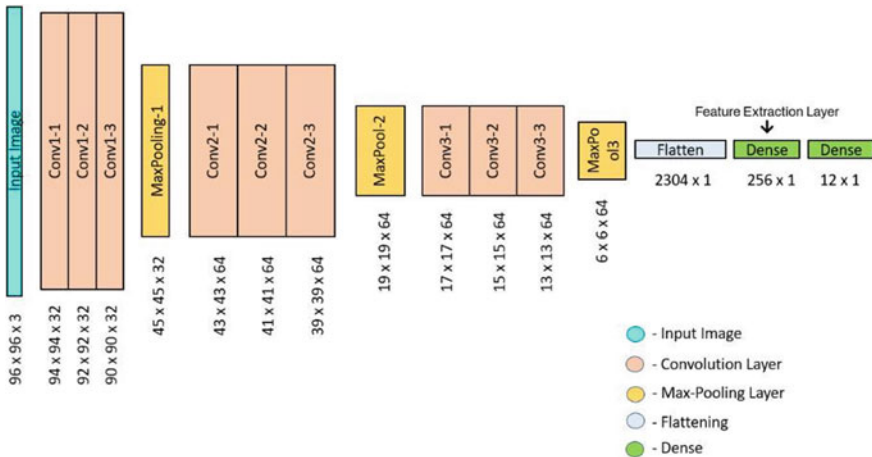 Input Image
Conv1-1
Conv1-2
Conv1-3
MaxPooling-1
Conv2-1
Conv2-2
Conv2-3
MaxPool-2
Conv3-1
Conv3-2
Conv3-3
MaxPo
ol3
Feature Extraction Layer
Flatten
Dense
Dense
2304 x 1
256 x 1
12 x 1
96 x 96 x 3
94 x 94 x 32
92 x 92 x 32
90 x 90 x 32
45 x 45 x 32
43 x 43 x 64
41 x 41 x 64
39 x 39 x 64
19 x 19 x 64
17 x 17 x 64
15 x 15 x 64
13 x 13 x 64
6 x 6 x 64
- Input Image
- Convolution Layer
- Max-Pooling Layer
- Flattening
- Dense